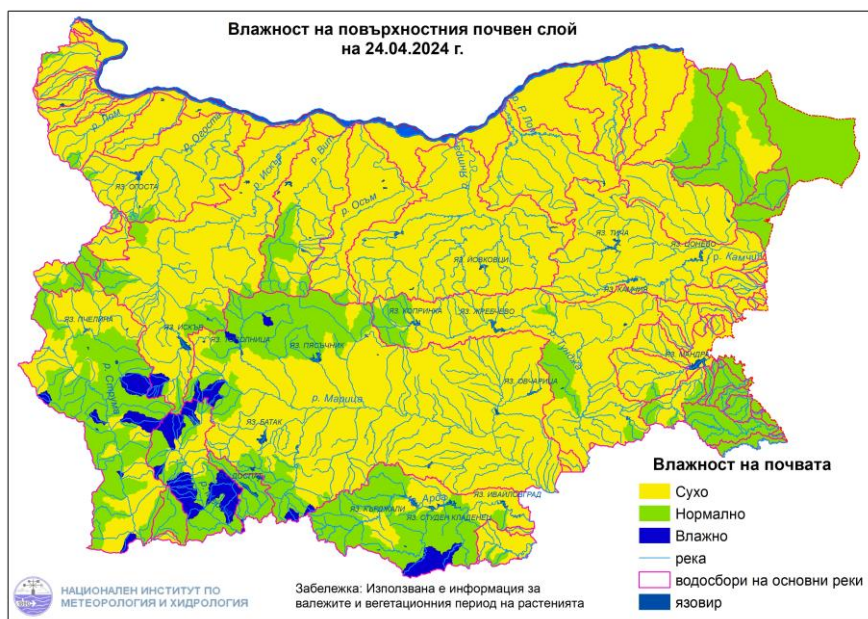 Влажност на повърхностния почвен слой
на 24.04.2024 г.
р. Лом
р. Огоста
р. Искър
р. Вит
р. Осъм
р. Янтра
р. Р. Лом
ЯЗ. ОГОСТА
ЯЗ. ЙОВКОВЦИ
ЯЗ. ТИЧА
ЯЗ. ЦОНЕВО
р. Камчия
ЯЗ. КАМЧИЯ
ЯЗ. ПЧЕЛИНА
ЯЗ. ИСКЪР
ЯЗ. ТОПОЛНИЦА
ЯЗ. ПЯСЪЧНИК
ЯЗ. КОПРИНКА
ЯЗ. ЖРЕБЧЕВО
р. Тунджа
ЯЗ. МАНДРА
р. Струма
р. Марица
ЯЗ. ОВЧАРИЦА
ЯЗ. БАТАК
ЯЗ. ДОСПАТ
Арда
ЯЗ. ИВАЙЛОВГРАД
ЯЗ. КЪРДЖАЛИ
ЯЗ. СТУДЕН КЛАДЕНЕЦ
Влажност на почвата
Сухо
Нормално
Влажно
река
водосбори на основни реки
язовир
НАЦИОНАЛЕН ИНСТИТУТ ПО
МЕТЕОРОЛОГИЯ И ХИДРОЛОГИЯ
Забележка: Използвана е информация за
валежите и вегетационния период на растенията